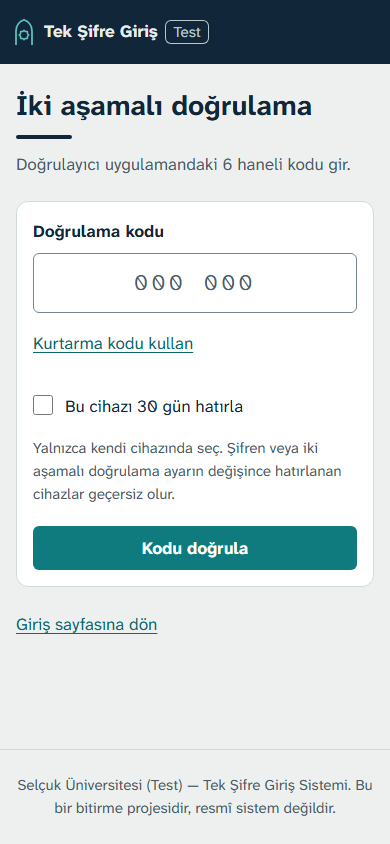 Tek Şifre Giriş Test
İki aşamalı doğrulama
Doğrulayıcı uygulamandaki 6 haneli kodu gir.
Doğrulama kodu
000 000
Kurtarma kodu kullan
Bu cihazı 30 gün hatırla
Yalnızca kendi cihazında seç. Şifren veya iki
aşamalı doğrulama ayarın değişince hatırlanan
cihazlar geçersiz olur.
Kodu doğrula
Giriş sayfasına dön
Selçuk Üniversitesi (Test) — Tek Şifre Giriş Sistemi. Bu
bir bitirme projesidir, resmî sistem değildir.